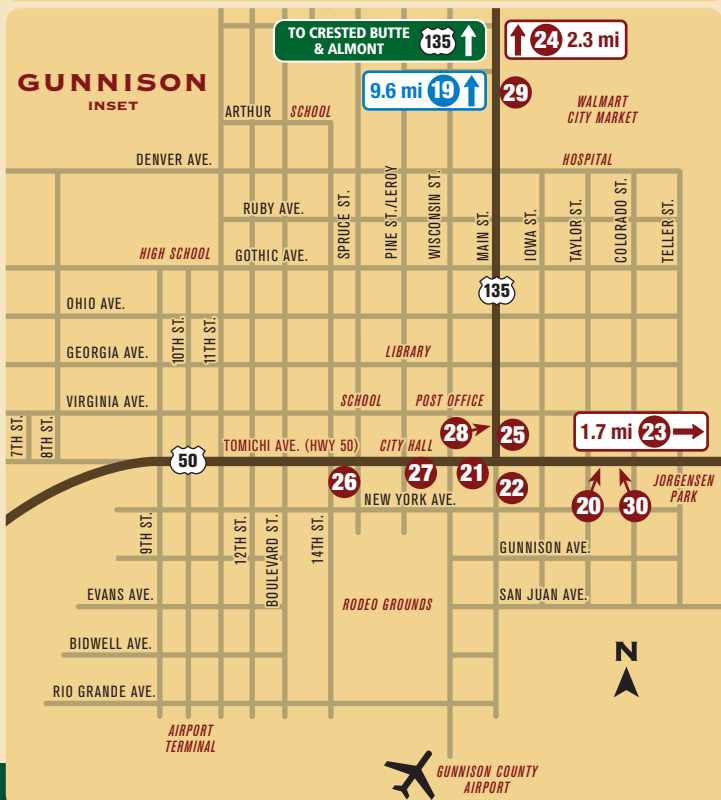 TO CRESTED BUTTE
& ALMONT
135
24 2.3 mi
GUNNISON
INSET
9.6 mi 19
29
WALMART
CITY MARKET
ARTHUR
SCHOOL
DENVER AVE.
HOSPITAL
RUBY AVE.
SPRUCE ST.
PINE ST./LEROY
WISCONSIN ST.
MAIN ST.
IOWA ST.
TAYLOR ST.
COLORADO ST.
TELLER ST.
HIGH SCHOOL
GOTHIC AVE.
135
OHIO AVE.
10TH ST.
11TH ST.
GEORGIA AVE.
LIBRARY
VIRGINIA AVE.
SCHOOL
POST OFFICE
7TH ST.
8TH ST.
28
25
1.7 mi 23
TOMICHI AVE. (HWY 50)
CITY HALL
50
26
27
21
22
JORGENSEN
PARK
NEW YORK AVE.
20
30
9TH ST.
12TH ST.
BOULEVARD ST.
14TH ST.
GUNNISON AVE.
EVANS AVE.
RODEO GROUNDS
SAN JUAN AVE.
BIDWELL AVE.
N
RIO GRANDE AVE.
AIRPORT
TERMINAL
GUNNISON COUNTY
AIRPORT